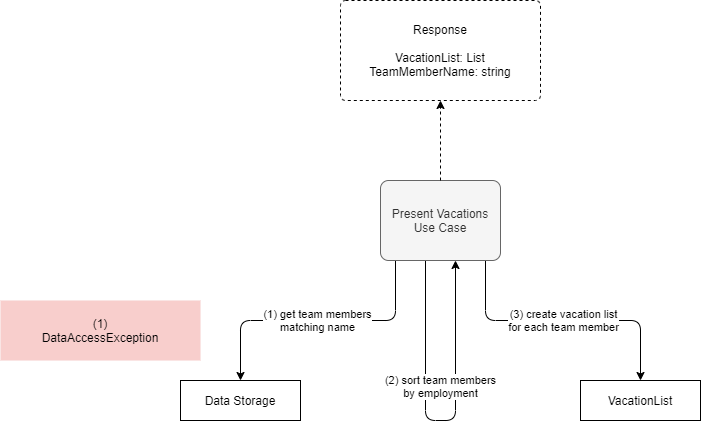 Response
VacationList: List
TeamMemberName: string
Present Vacations
Use Case
(1) get team members
matching name
(3) create vacation list
for each team member
(1)
DataAccessException
(2) sort team members
by employment
Data Storage
VacationList